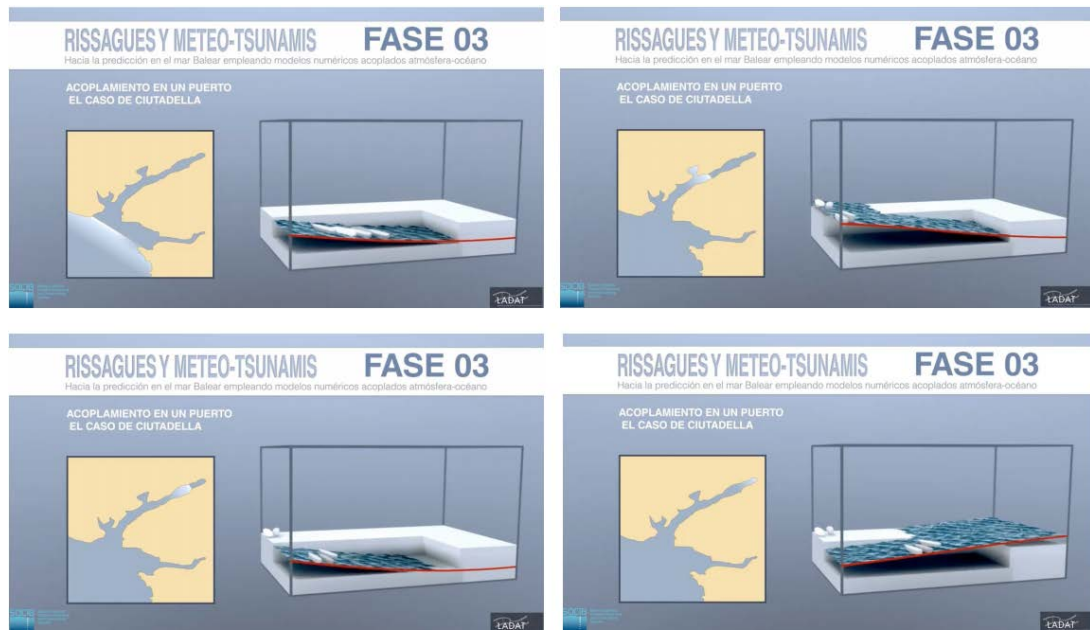 RISSAGUES Y METEO-TSUNAMIS FASE 03
Hacia la predicción en el mar Balear empleando modelos numéricos acoplados atmósfera-océano
ACOPLAMIENTO EN UN PUERTO
EL CASO DE CIUTADELLA
LADAT
RISSAGUES Y METEO-TSUNAMIS FASE 03
Hacia la predicción en el mar Balear empleando modelos numéricos acoplados atmósfera-océano
ACOPLAMIENTO EN UN PUERTO
EL CASO DE CIUTADELLA
LADAT
RISSAGUES Y METEO-TSUNAMIS FASE 03
Hacia la predicción en el mar Balear empleando modelos numéricos acoplados atmósfera-océano
ACOPLAMIENTO EN UN PUERTO
EL CASO DE CIUTADELLA
LADAT
RISSAGUES Y METEO-TSUNAMIS FASE 03
Hacia la predicción en el mar Balear empleando modelos numéricos acoplados atmósfera-océano
ACOPLAMIENTO EN UN PUERTO
EL CASO DE CIUTADELLA
LADAT